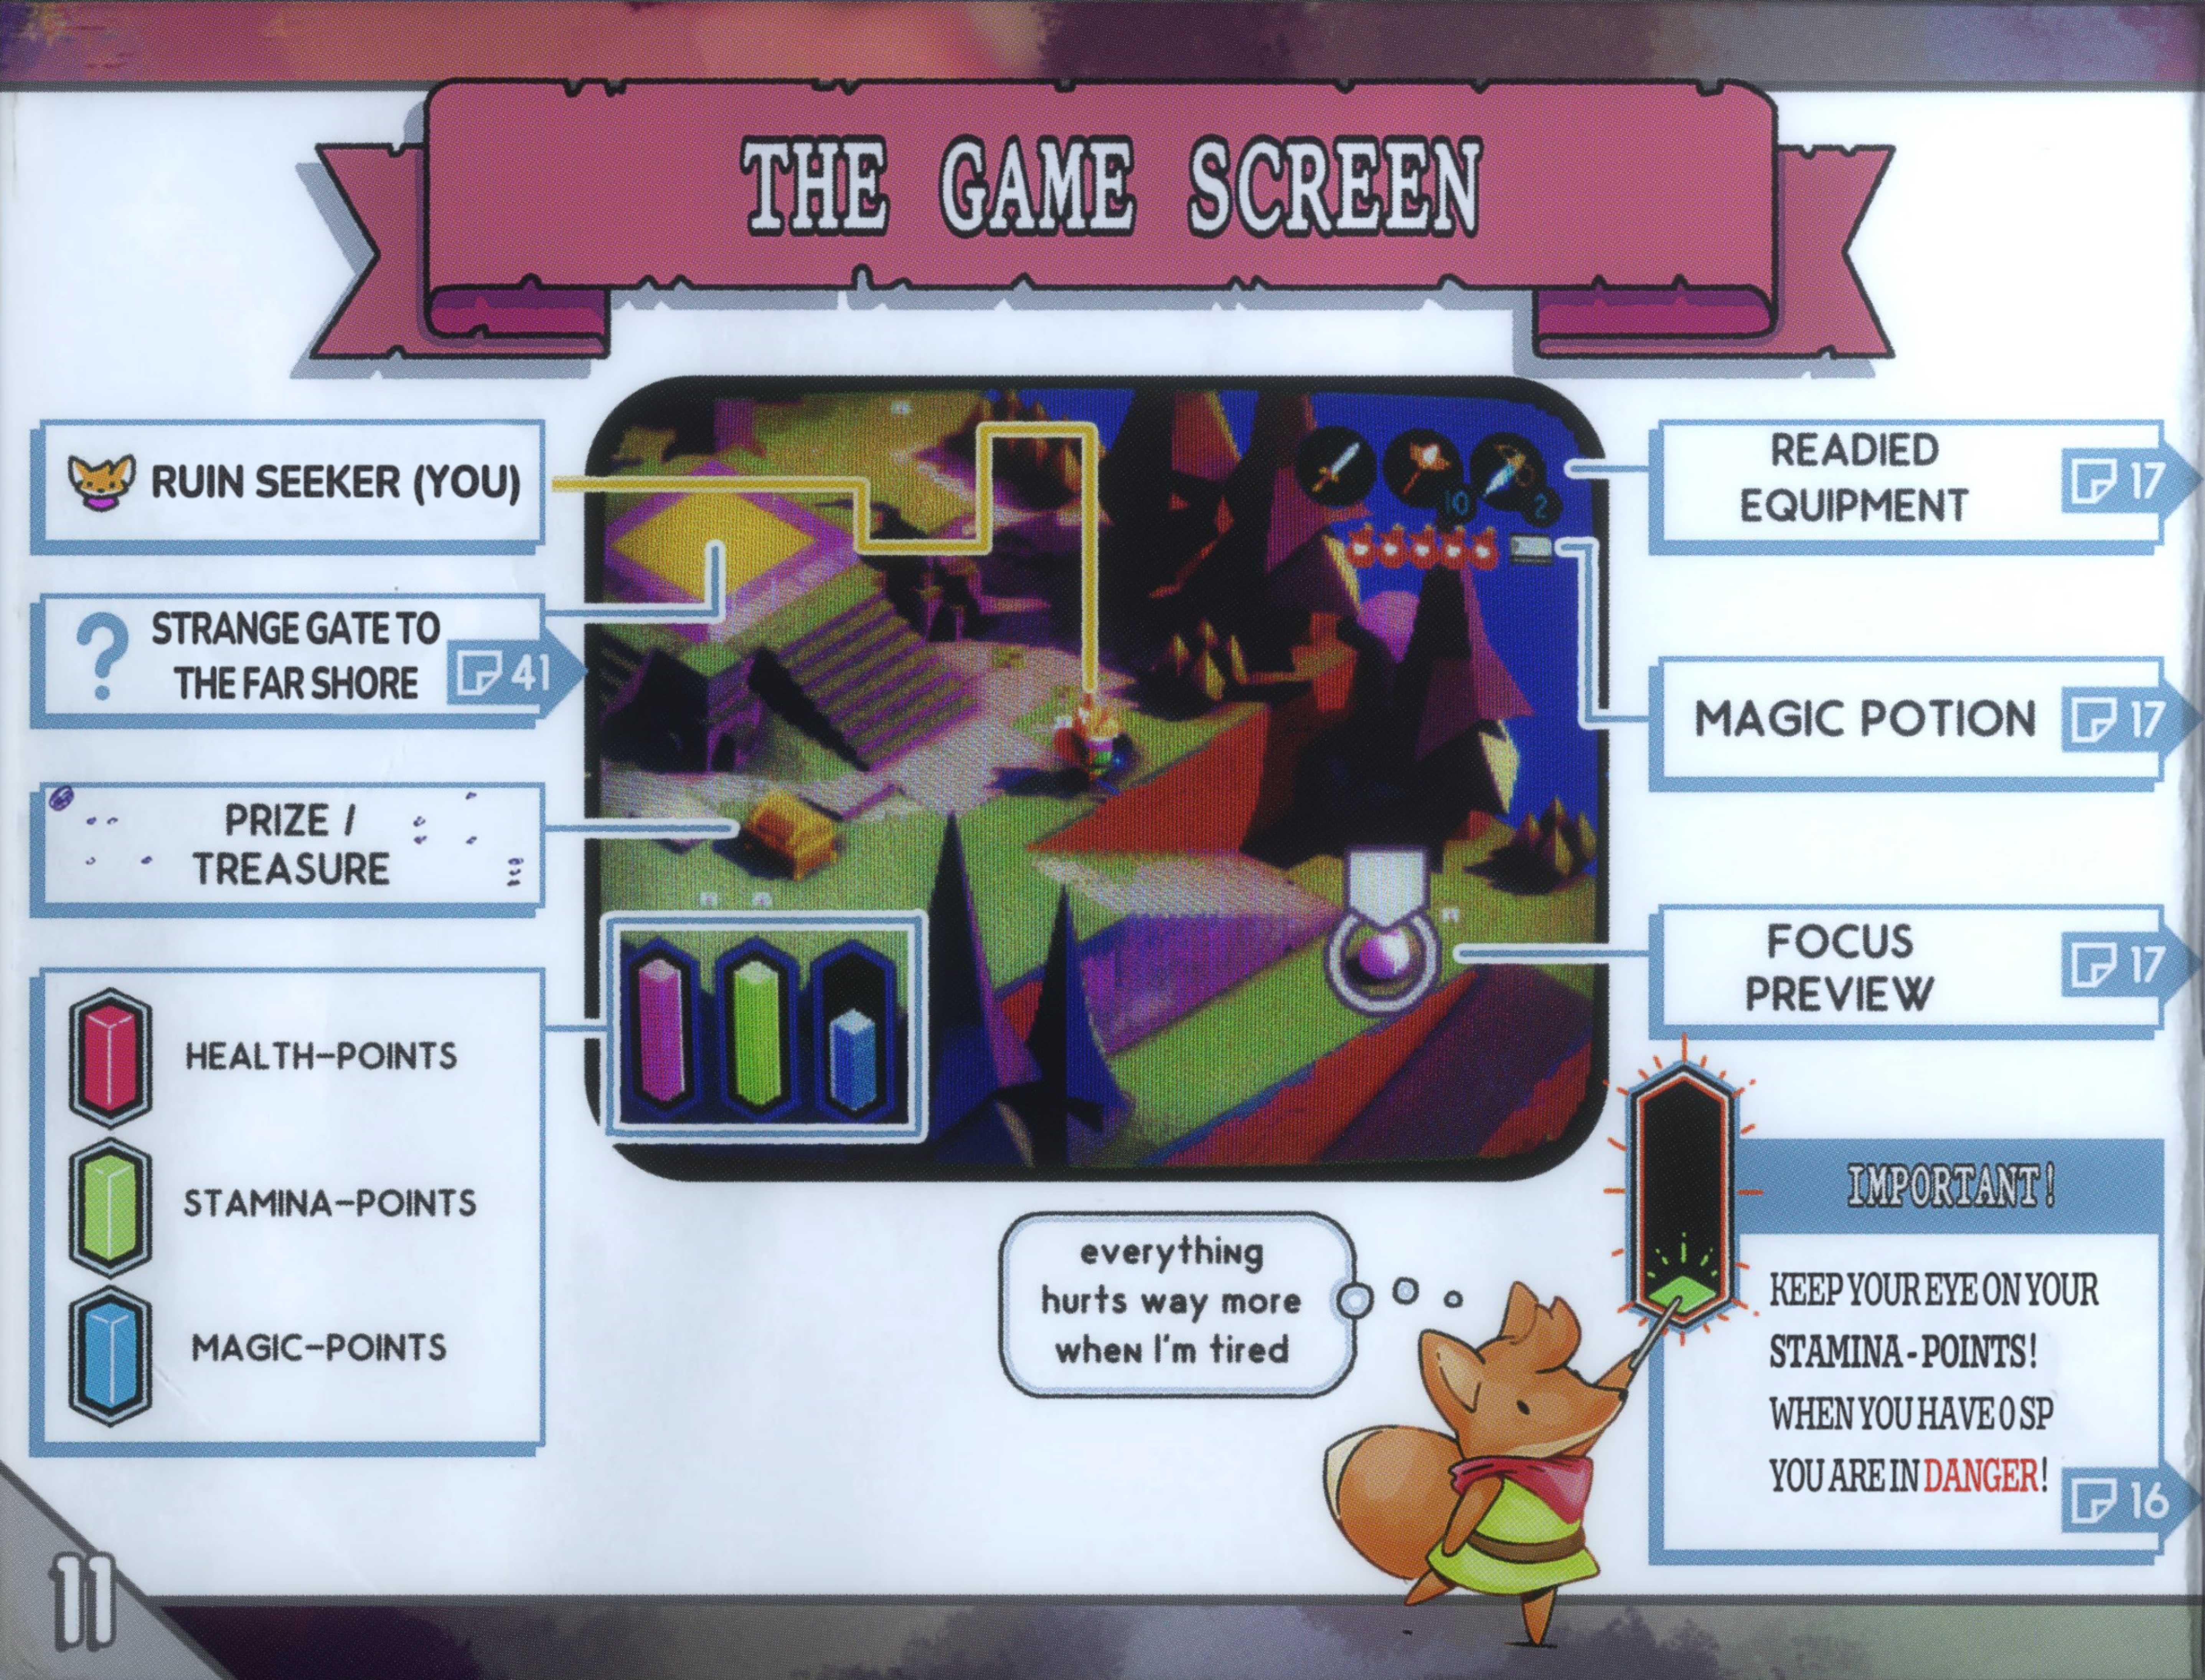 THE GAME SCREEN
RUIN SEEKER (YOU)
STRANGE GATE TO
THE FAR SHORE
41
PRIZE /
TREASURE
HEALTH-POINTS
STAMINA-POINTS
MAGIC-POINTS
10
2
READIED
EQUIPMENT
17
MAGIC POTION
17
FOCUS
PREVIEW
17
everything
hurts way more
when I'm tired
IMPORTANT!
KEEP YOUR EYE ON YOUR
STAMINA-POINTS!
WHEN YOU HAVE 0 SP
YOU ARE IN DANGER!
16
11